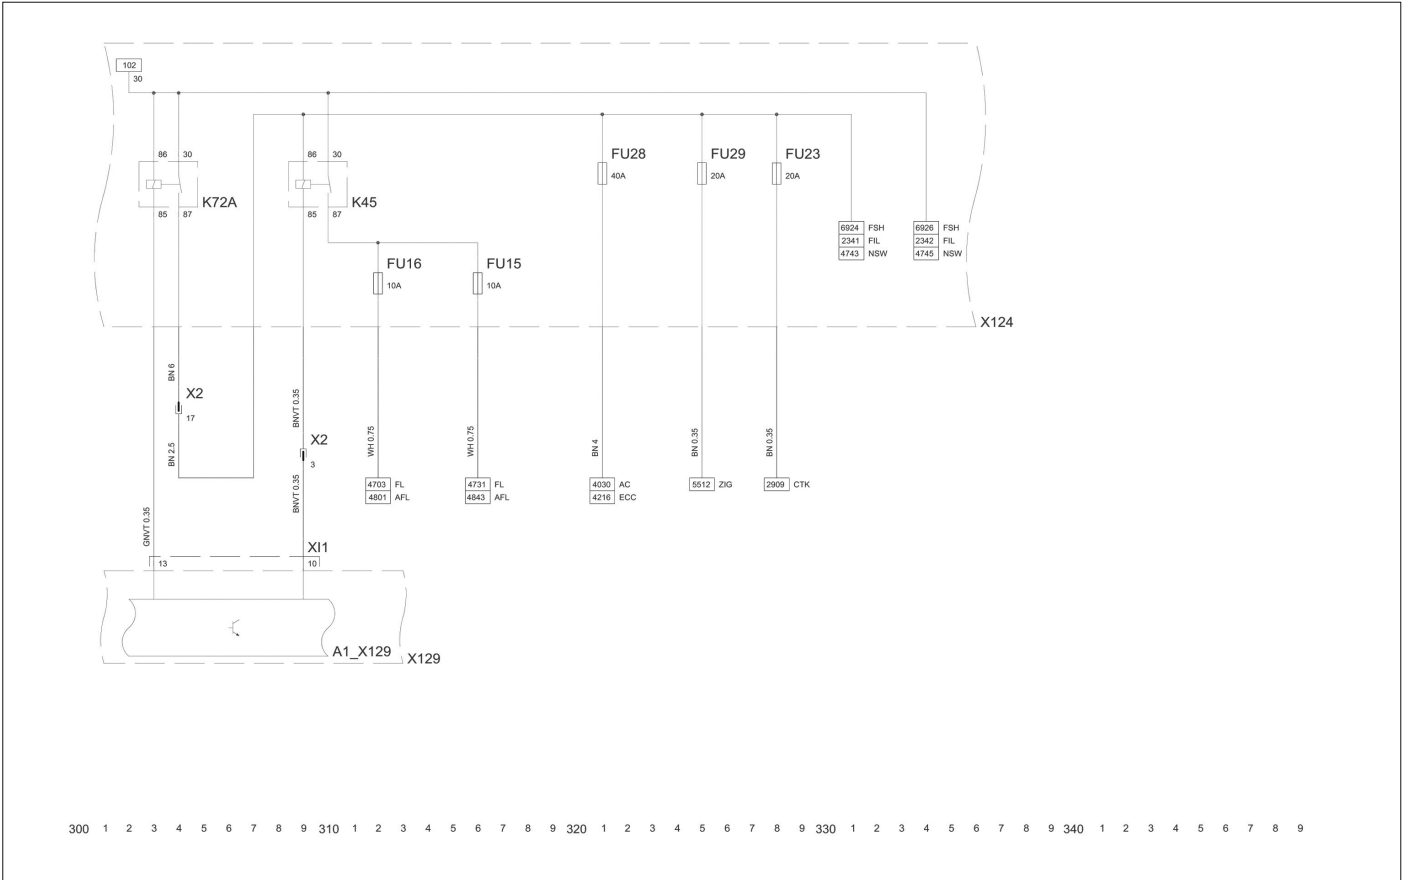 102
30
86 30
86 30
FU28
FU29
FU23
40A
20A
20A
K72A
K45
85 87
85 87
6924 FSH
6926 FSH
2341 FIL
2342 FIL
4743 NSW
4745 NSW
FU16
FU15
10A
10A
X124
BN 6
X2
17
BN 2.5
BNVT 0.35
X2
3
BNVT 0.35
WH 0.75
WH 0.75
BN 4
BN 0.35
BN 0.35
4703 FL
4731 FL
4030 AC
5512 ZIG
2909 CTK
4801 AFL
4843 AFL
4216 ECC
GNVT 0.35
XI1
13
10
A1_X129
X129
300 1 2 3 4 5 6 7 8 9 310 1 2 3 4 5 6 7 8 9 320 1 2 3 4 5 6 7 8 9 330 1 2 3 4 5 6 7 8 9 340 1 2 3 4 5 6 7 8 9